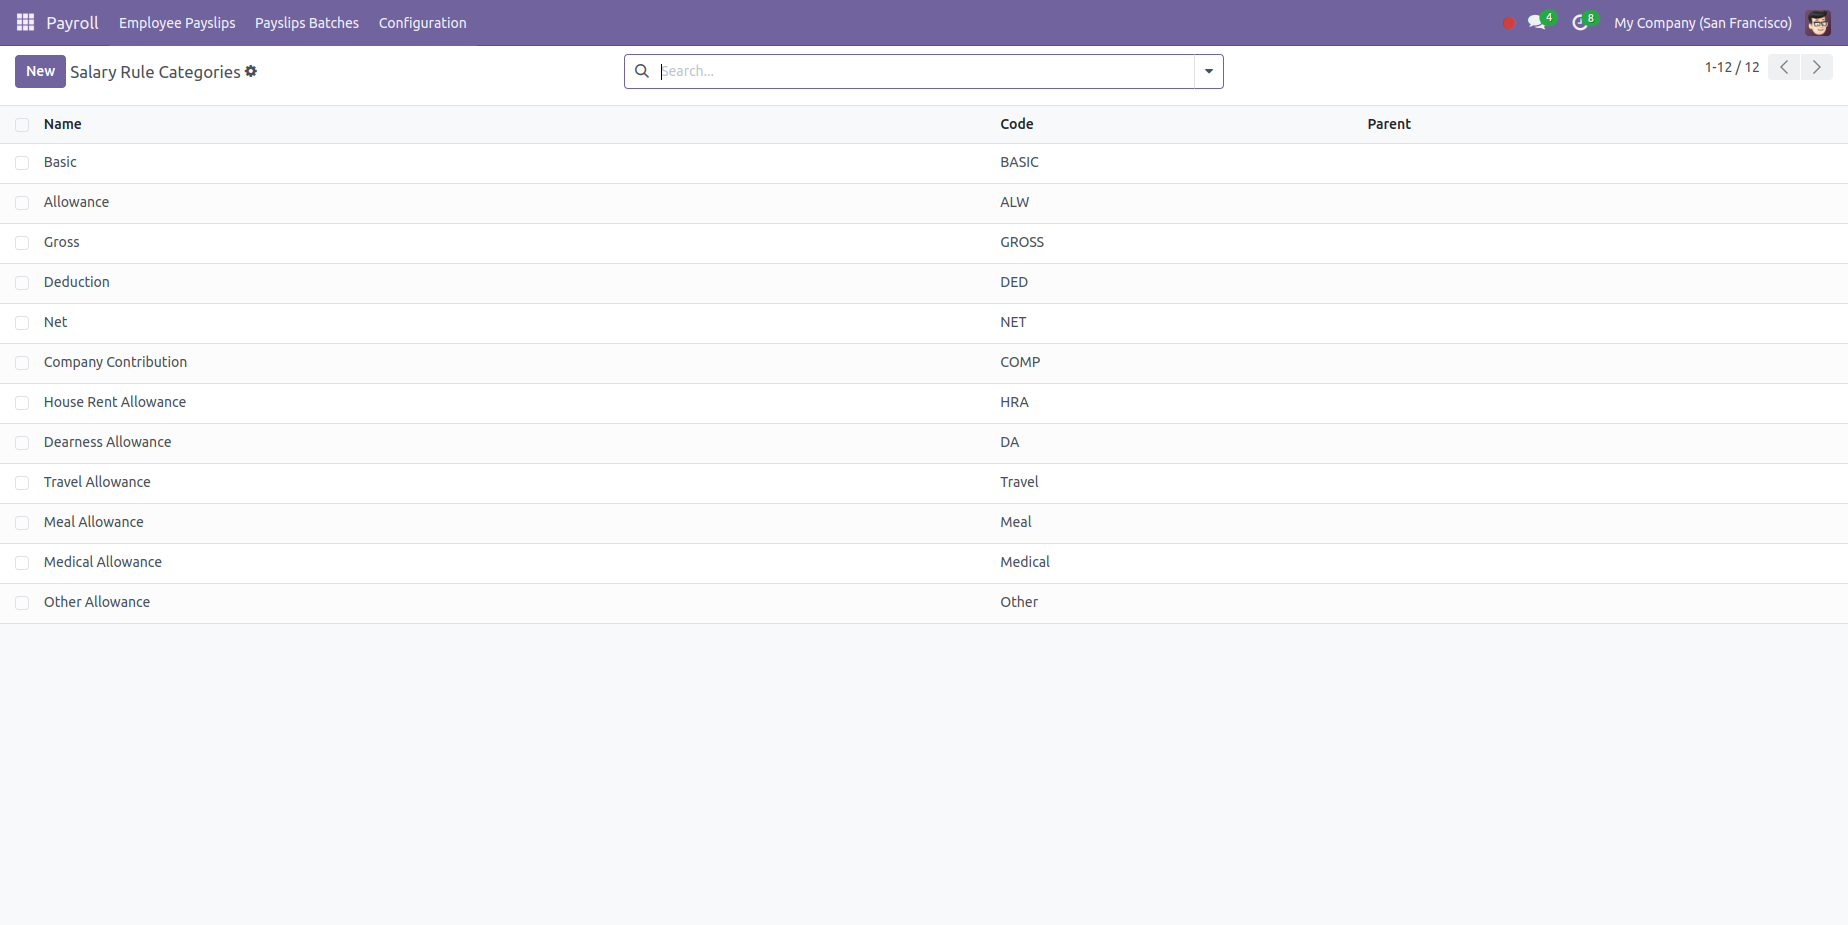 Payroll Employee Payslips Payslips Batches Configuration 4 8 My Company (San Francisco)
New Salary Rule Categories Search... 1-12 / 12
Name Code Parent
Basic BASIC
Allowance ALW
Gross GROSS
Deduction DED
Net NET
Company Contribution COMP
House Rent Allowance HRA
Dearness Allowance DA
Travel Allowance Travel
Meal Allowance Meal
Medical Allowance Medical
Other Allowance Other